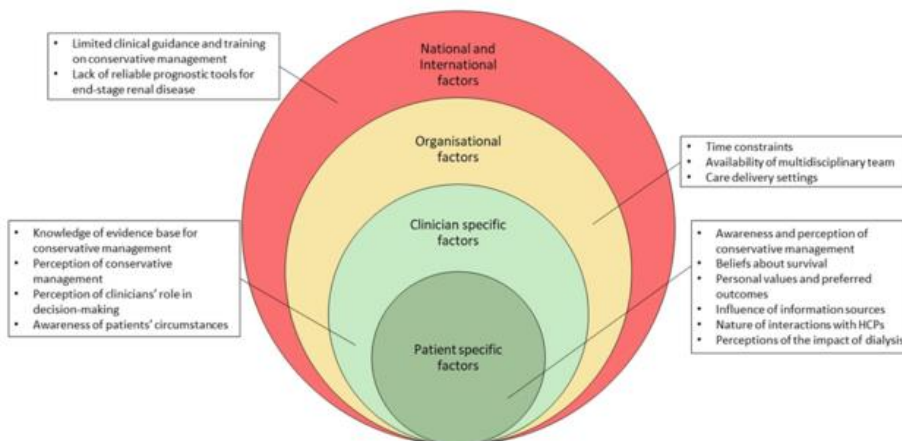 • Limited clinical guidance and training
on conservative management
• Lack of reliable prognostic tools for
end-stage renal disease
National and
International
factors
Organisational
factors
• Time constraints
• Availability of multidisciplinary team
• Care delivery settings
Clinician specific
factors
• Knowledge of evidence base for
conservative management
• Perception of conservative
management
• Perception of clinicians' role in
decision-making
• Awareness of patients' circumstances
• Awareness and perception of
conservative management
• Beliefs about survival
• Personal values and preferred
outcomes
• Influence of information sources
• Nature of interactions with HCPs
• Perceptions of the impact of dialysis
Patient specific
factors